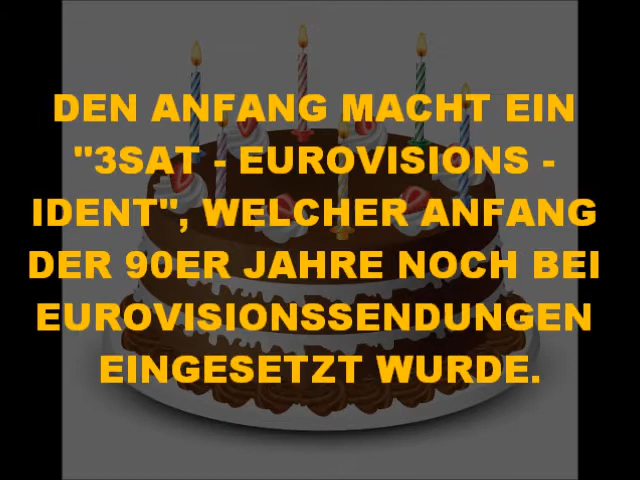 DEN ANFANG MACHT EIN
"3SAT - EUROVISIONS -
IDENT", WELCHER ANFANG
DER 90ER JAHRE NOCH BEI
EUROVISIONSSENDUNGEN
EINGESETZT WURDE.